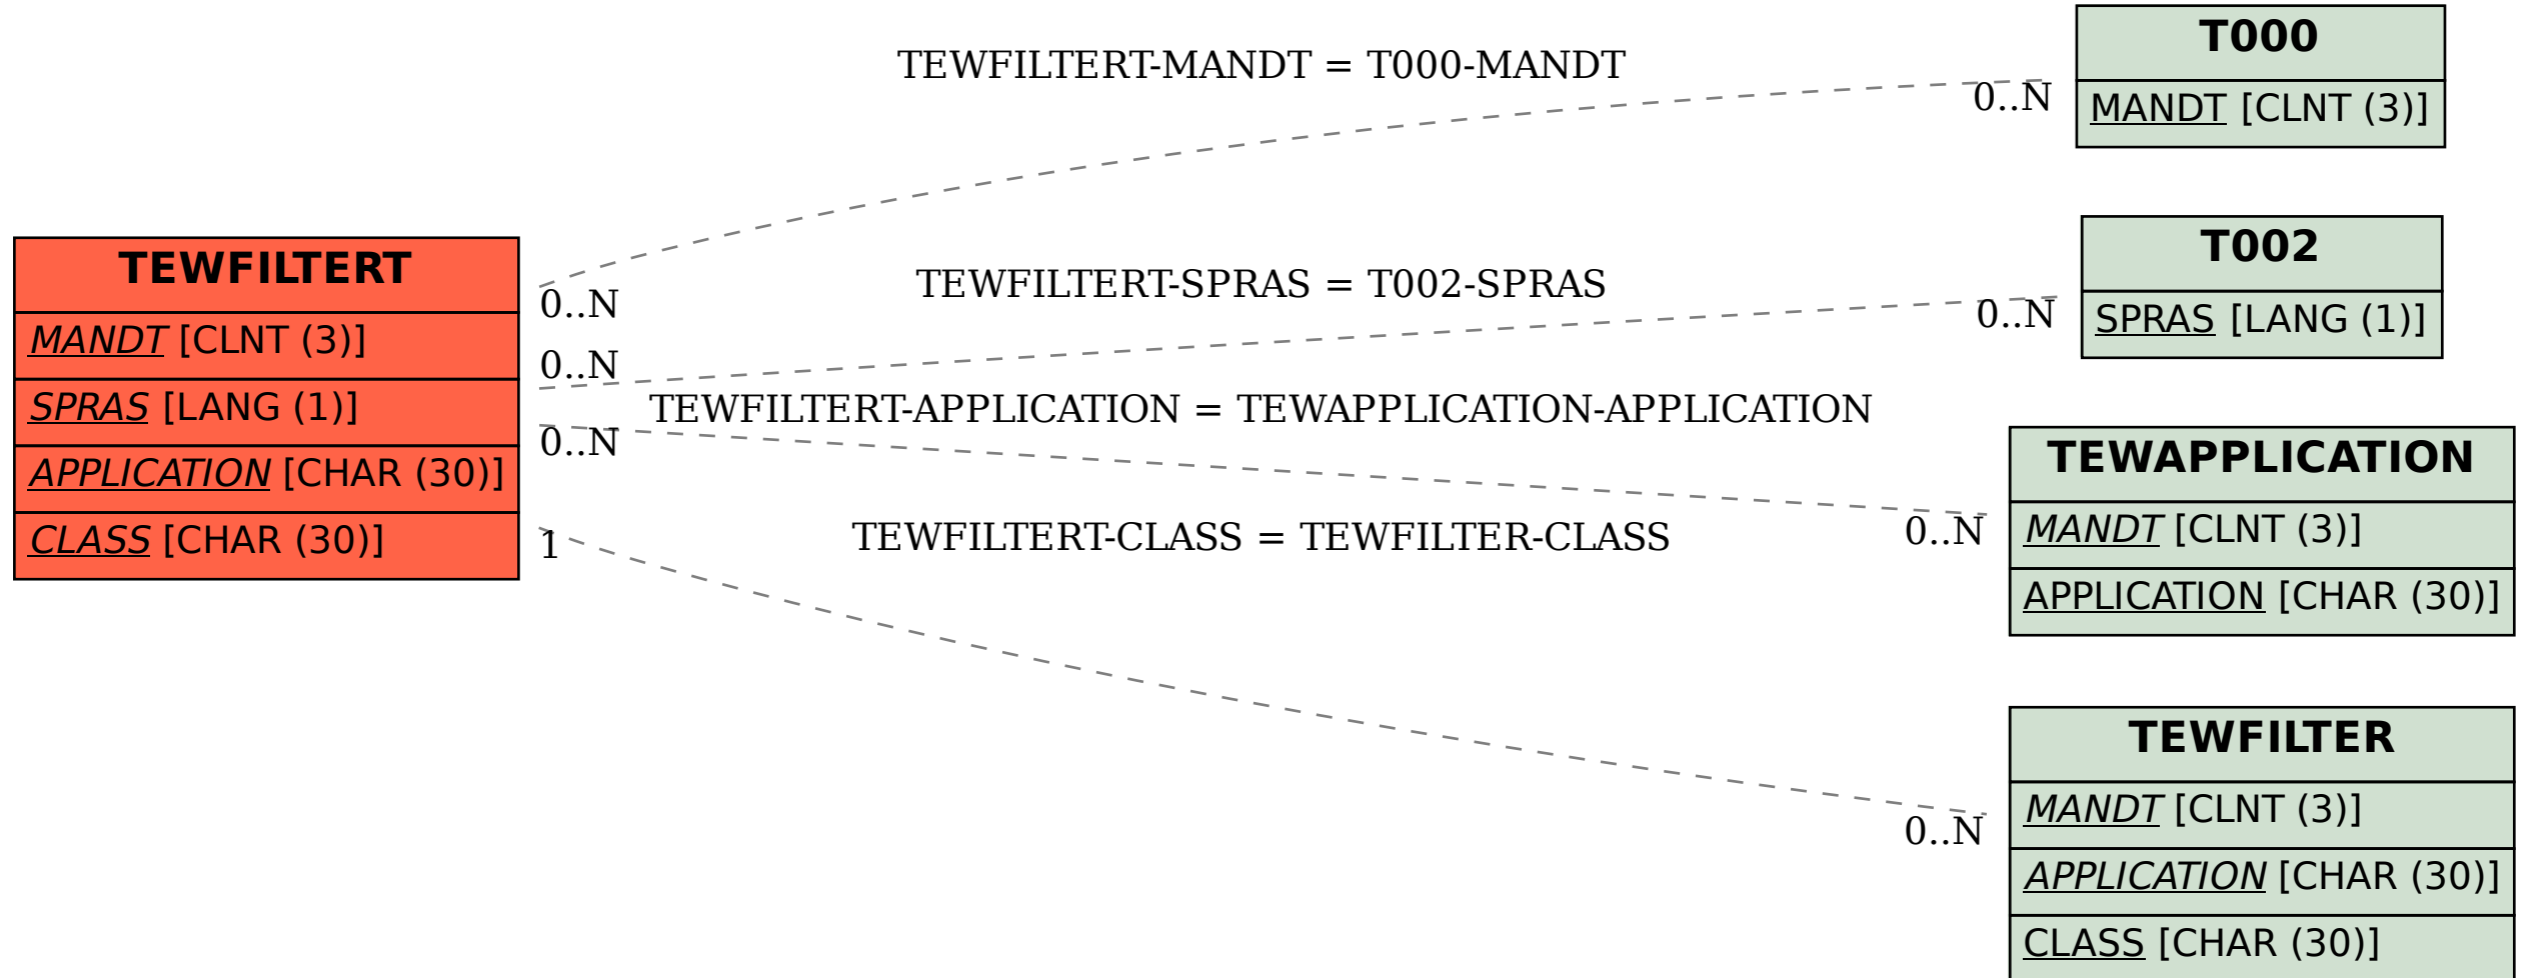 TEWFILTERT
MANDT [CLNT (3)]
SPRAS [LANG (1)]
APPLICATION [CHAR (30)]
CLASS [CHAR (30)]
TEWFILTERT-MANDT = T000-MANDT
0..N
0..N
TEWFILTERT-SPRAS = T002-SPRAS
0..N
0..N
TEWFILTERT-APPLICATION = TEWAPPLICATION-APPLICATION
0..N
0..N
TEWFILTERT-CLASS = TEWFILTER-CLASS
1
0..N
T000
MANDT [CLNT (3)]
T002
SPRAS [LANG (1)]
TEWAPPLICATION
MANDT [CLNT (3)]
APPLICATION [CHAR (30)]
TEWFILTER
MANDT [CLNT (3)]
APPLICATION [CHAR (30)]
CLASS [CHAR (30)]